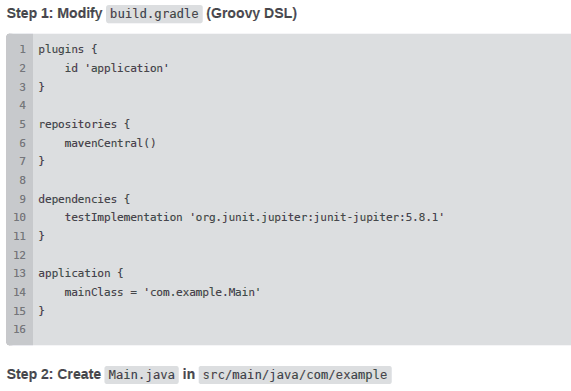 Step 1: Modify build.gradle (Groovy DSL)
1 plugins {
2     id 'application'
3 }
4
5 repositories {
6     mavenCentral()
7 }
8
9 dependencies {
10     testImplementation 'org.junit.jupiter:junit-jupiter:5.8.1'
11 }
12
13 application {
14     mainClass = 'com.example.Main'
15 }
16
Step 2: Create Main.java in src/main/java/com/example